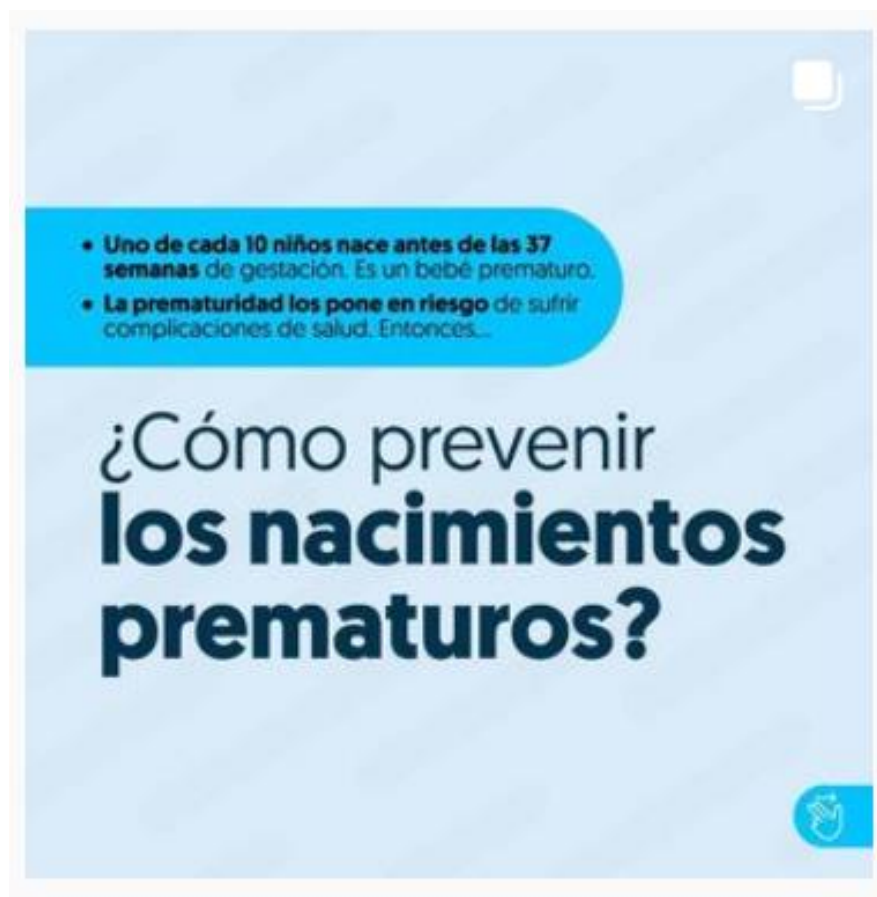 • Uno de cada 10 niños nace antes de las 37
semanas de gestación. Es un bebé prematuro.
• La prematuridad los pone en riesgo de sufrir
complicaciones de salud. Entonces...
¿Cómo prevenir
los nacimientos
prematuros?